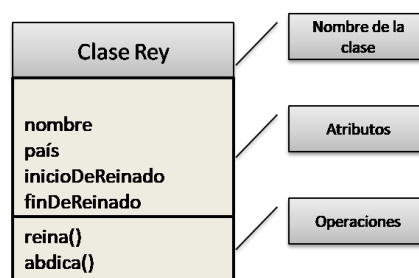 Clase Rey
nombre
país
inicioDeReinado
finDeReinado
reina()
abdica()
Nombre de la
clase
Atributos
Operaciones